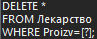 DELETE *
FROM Лекарство
WHERE Proizv= [?];